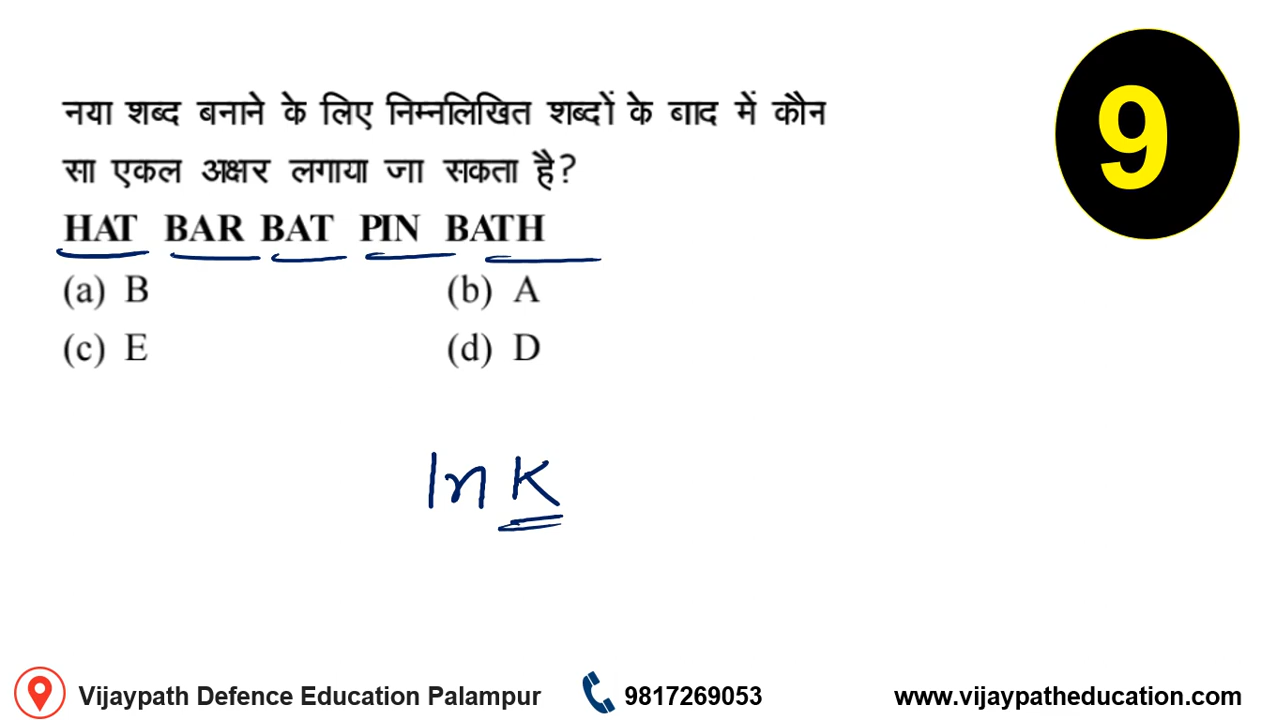 9
नया शब्द बनाने के लिए निम्नलिखित शब्दों के बाद में कौन
सा एकल अक्षर लगाया जा सकता है?
HAT BAR BAT PIN BATH
(a) B (b) A
(c) E (d) D
InK
Vijaypath Defence Education Palampur 9817269053 www.vijaypatheducation.com